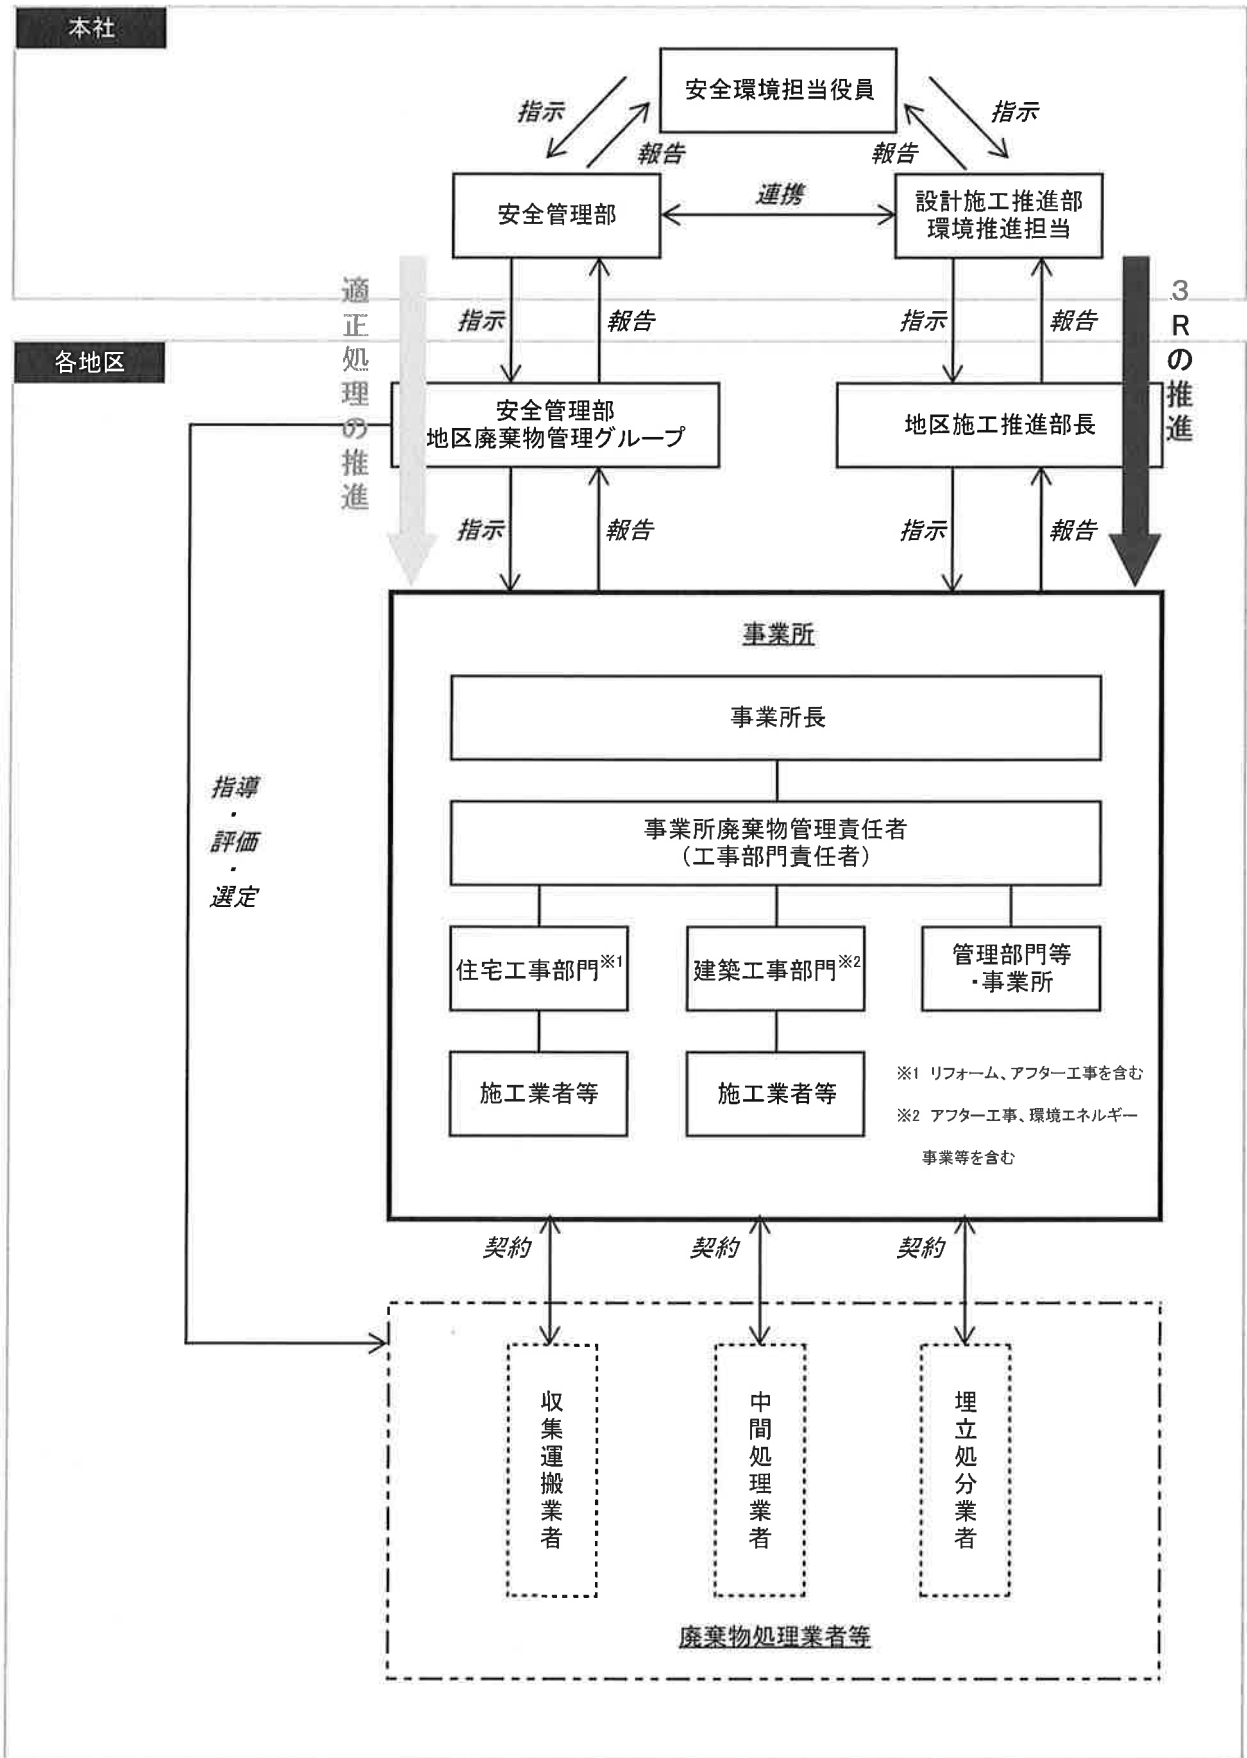 本社
安全環境担当役員
指示
報告
報告
指示
安全管理部
連携
設計施工推進部
環境推進担当
適正処理の推進
3Rの推進
指示
報告
指示
報告
各地区
安全管理部
地区廃棄物管理グループ
地区施工推進部長
指示
報告
指示
報告
事業所
事業所長
事業所廃棄物管理責任者
（工事部門責任者）
住宅工事部門※1
建築工事部門※2
管理部門等
・事業所
施工業者等
施工業者等
※1 リフォーム、アフター工事を含む
※2 アフター工事、環境エネルギー
事業等を含む
指導
・
評価
・
選定
契約
契約
契約
収集運搬業者
中間処理業者
埋立処分業者
廃棄物処理業者等